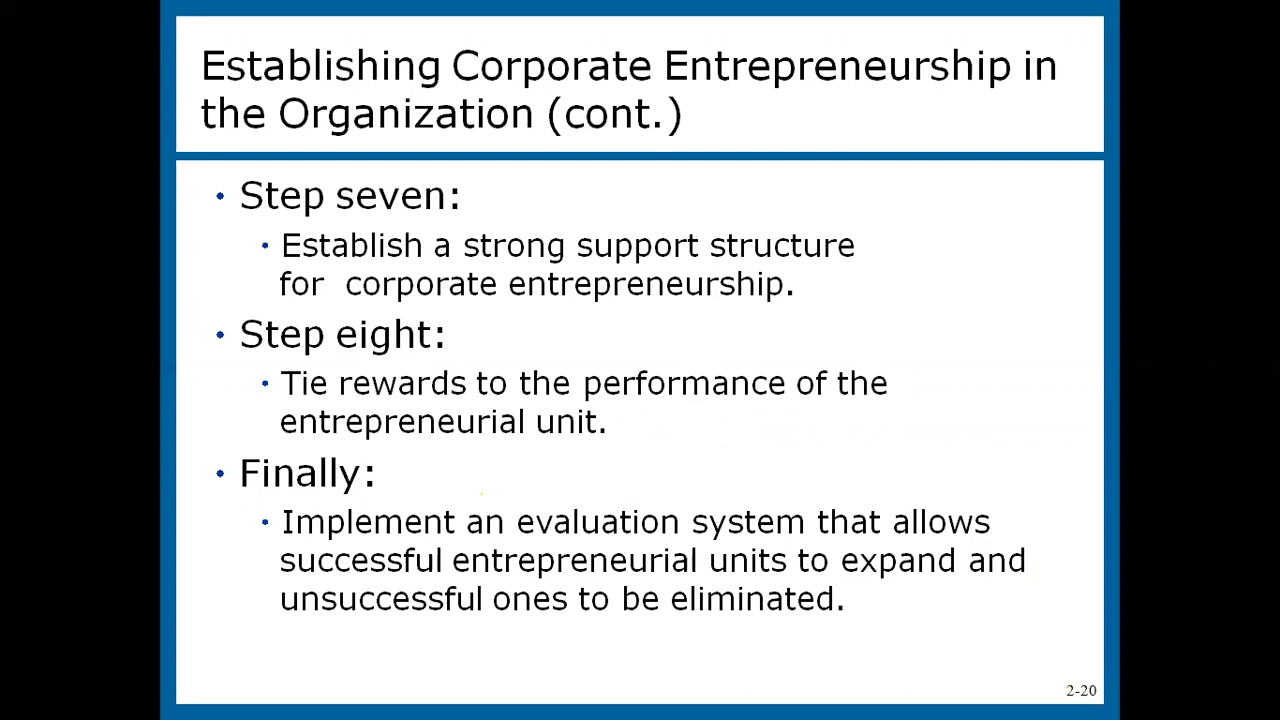 Establishing Corporate Entrepreneurship in
the Organization (cont.)
• Step seven:
• Establish a strong support structure
for  corporate entrepreneurship.
• Step eight:
• Tie rewards to the performance of the
entrepreneurial unit.
• Finally:
• Implement an evaluation system that allows
successful entrepreneurial units to expand and
unsuccessful ones to be eliminated.
2-20